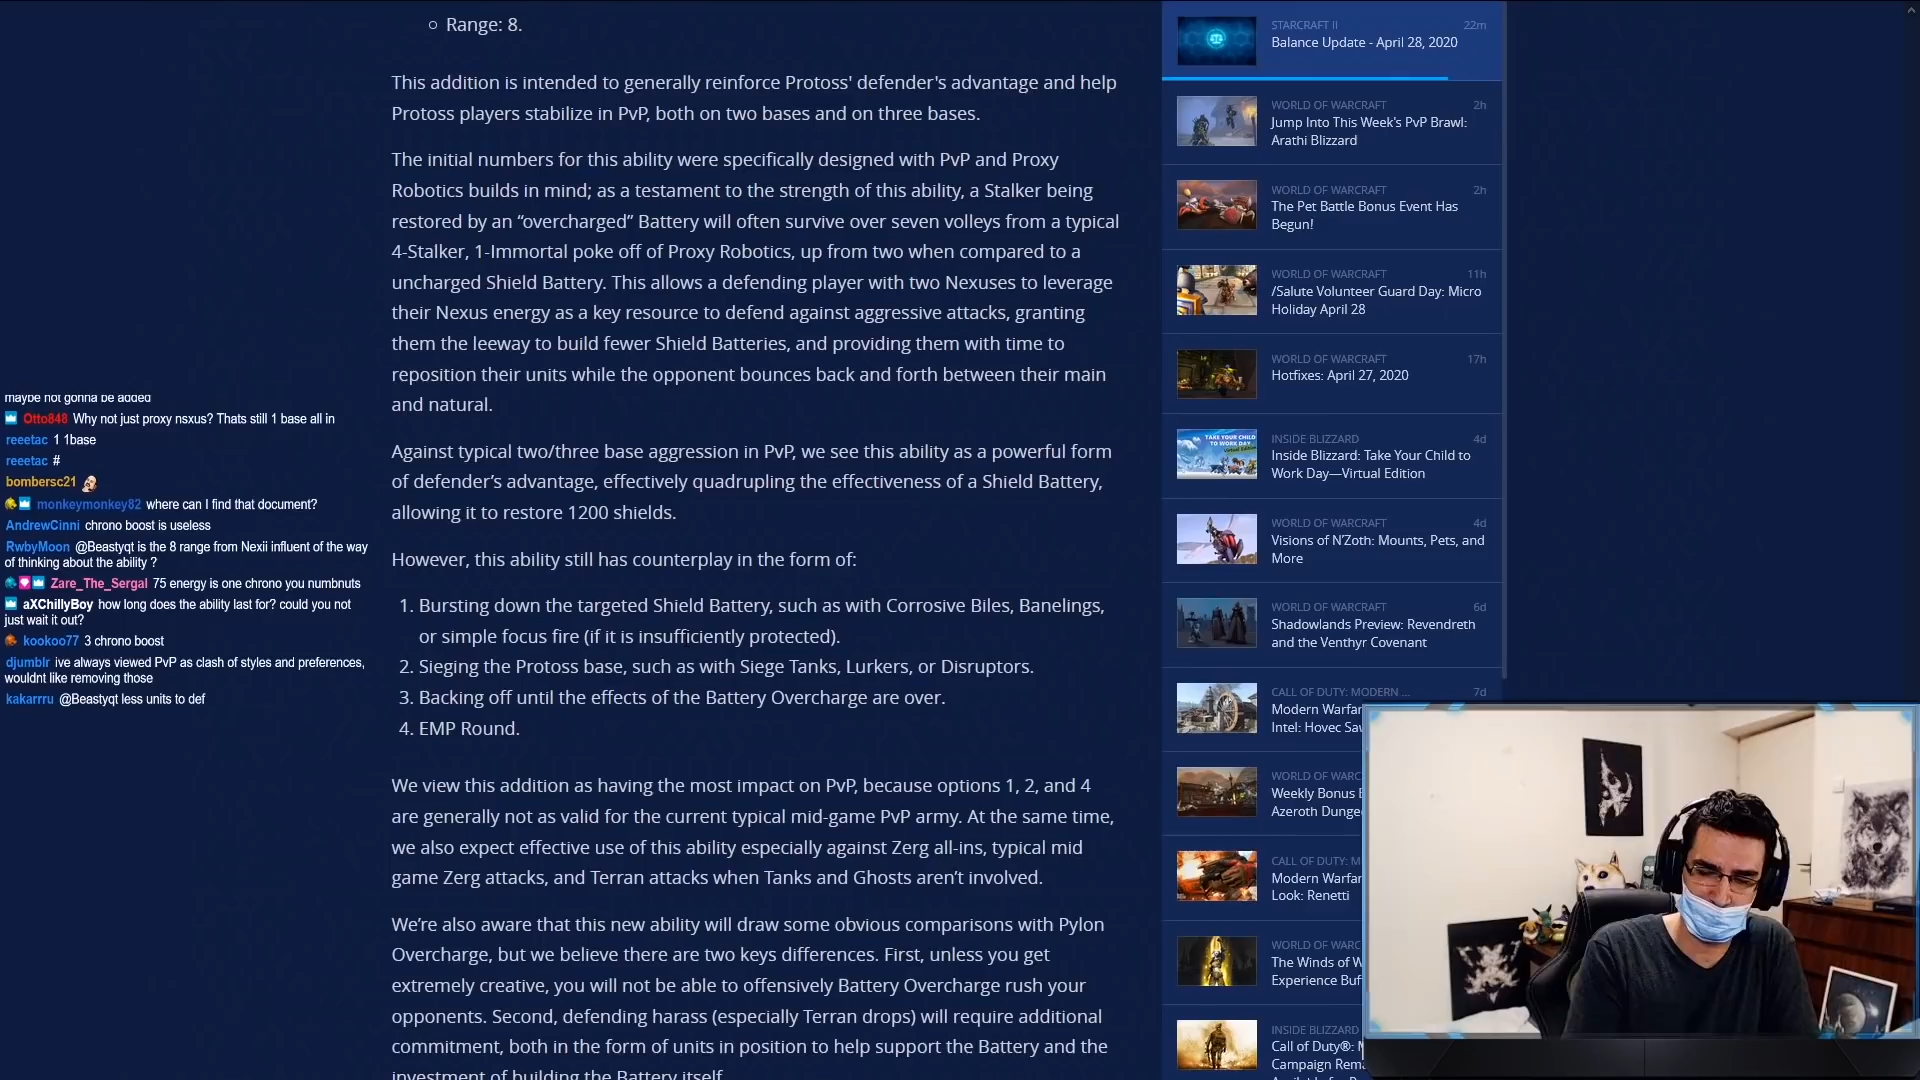 ○ Range: 8.
This addition is intended to generally reinforce Protoss' defender's advantage and help
Protoss players stabilize in PvP, both on two bases and on three bases.
The initial numbers for this ability were specifically designed with PvP and Proxy
Robotics builds in mind; as a testament to the strength of this ability, a Stalker being
restored by an “overcharged” Battery will often survive over seven volleys from a typical
4-Stalker, 1-Immortal poke off of Proxy Robotics, up from two when compared to a
uncharged Shield Battery. This allows a defending player with two Nexuses to leverage
their Nexus energy as a key resource to defend against aggressive attacks, granting
them the leeway to build fewer Shield Batteries, and providing them with time to
reposition their units while the opponent bounces back and forth between their main
and natural.
Against typical two/three base aggression in PvP, we see this ability as a powerful form
of defender’s advantage, effectively quadrupling the effectiveness of a Shield Battery,
allowing it to restore 1200 shields.
However, this ability still has counterplay in the form of:
1. Bursting down the targeted Shield Battery, such as with Corrosive Biles, Banelings,
or simple focus fire (if it is insufficiently protected).
2. Sieging the Protoss base, such as with Siege Tanks, Lurkers, or Disruptors.
3. Backing off until the effects of the Battery Overcharge are over.
4. EMP Round.
We view this addition as having the most impact on PvP, because options 1, 2, and 4
are generally not as valid for the current typical mid-game PvP army. At the same time,
we also expect effective use of this ability especially against Zerg all-ins, typical mid
game Zerg attacks, and Terran attacks when Tanks and Ghosts aren’t involved.
We’re also aware that this new ability will draw some obvious comparisons with Pylon
Overcharge, but we believe there are two keys differences. First, unless you get
extremely creative, you will not be able to offensively Battery Overcharge rush your
opponents. Second, defending harass (especially Terran drops) will require additional
commitment, both in the form of units in position to help support the Battery and the
investment of building the Battery itself.
maybe not gonna be added
Otto848 Why not just proxy nsxus? Thats still 1 base all in
reeetac 1 1base
reeetac #
bombersc21
monkeymonkey82 where can I find that document?
AndrewCinni chrono boost is useless
RwbyMoon @Beastyqt is the 8 range from Nexii influent of the way
of thinking about the ability ?
Zare_The_Sergal 75 energy is one chrono you numbnuts
aXChillyBoy how long does the ability last for? could you not
just wait it out?
kookoo77 3 chrono boost
djumblr ive always viewed PvP as clash of styles and preferences,
wouldnt like removing those
kakarrru @Beastyqt less units to def
STARCRAFT II 22m
Balance Update - April 28, 2020
WORLD OF WARCRAFT 2h
Jump Into This Week's PvP Brawl:
Arathi Blizzard
WORLD OF WARCRAFT 2h
The Pet Battle Bonus Event Has
Begun!
WORLD OF WARCRAFT 11h
/Salute Volunteer Guard Day: Micro
Holiday April 28
WORLD OF WARCRAFT 17h
Hotfixes: April 27, 2020
TAKE YOUR CHILD
TO WORK DAY
INSIDE BLIZZARD 4d
Inside Blizzard: Take Your Child to
Work Day—Virtual Edition
WORLD OF WARCRAFT 4d
Visions of N’Zoth: Mounts, Pets, and
More
WORLD OF WARCRAFT 6d
Shadowlands Preview: Revendreth
and the Venthyr Covenant
CALL OF DUTY: MODERN ... 7d
Modern Warfar
Intel: Hovec Sav
WORLD OF WARC
Weekly Bonus E
Azeroth Dunge
CALL OF DUTY: M
Modern Warfar
Look: Renetti
WORLD OF WARC
The Winds of W
Experience Buf
INSIDE BLIZZARD
Call of Duty®: M
Campaign Rema